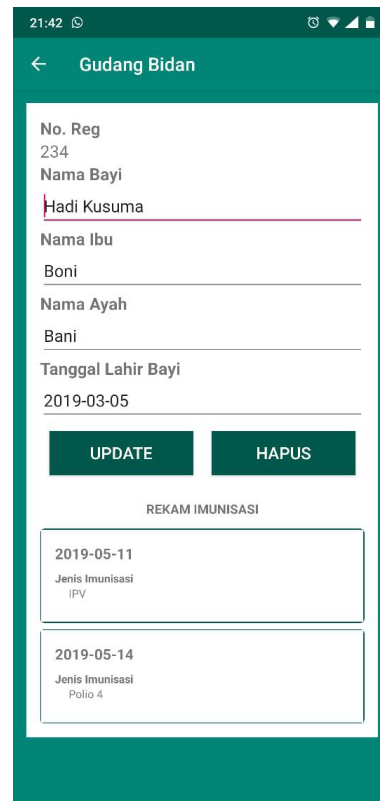 21:42
Gudang Bidan
No. Reg
234
Nama Bayi
Hadi Kusuma
Nama Ibu
Boni
Nama Ayah
Bani
Tanggal Lahir Bayi
2019-03-05
UPDATE HAPUS
REKAM IMUNISASI
2019-05-11
Jenis Imunisasi
IPV
2019-05-14
Jenis Imunisasi
Polio 4